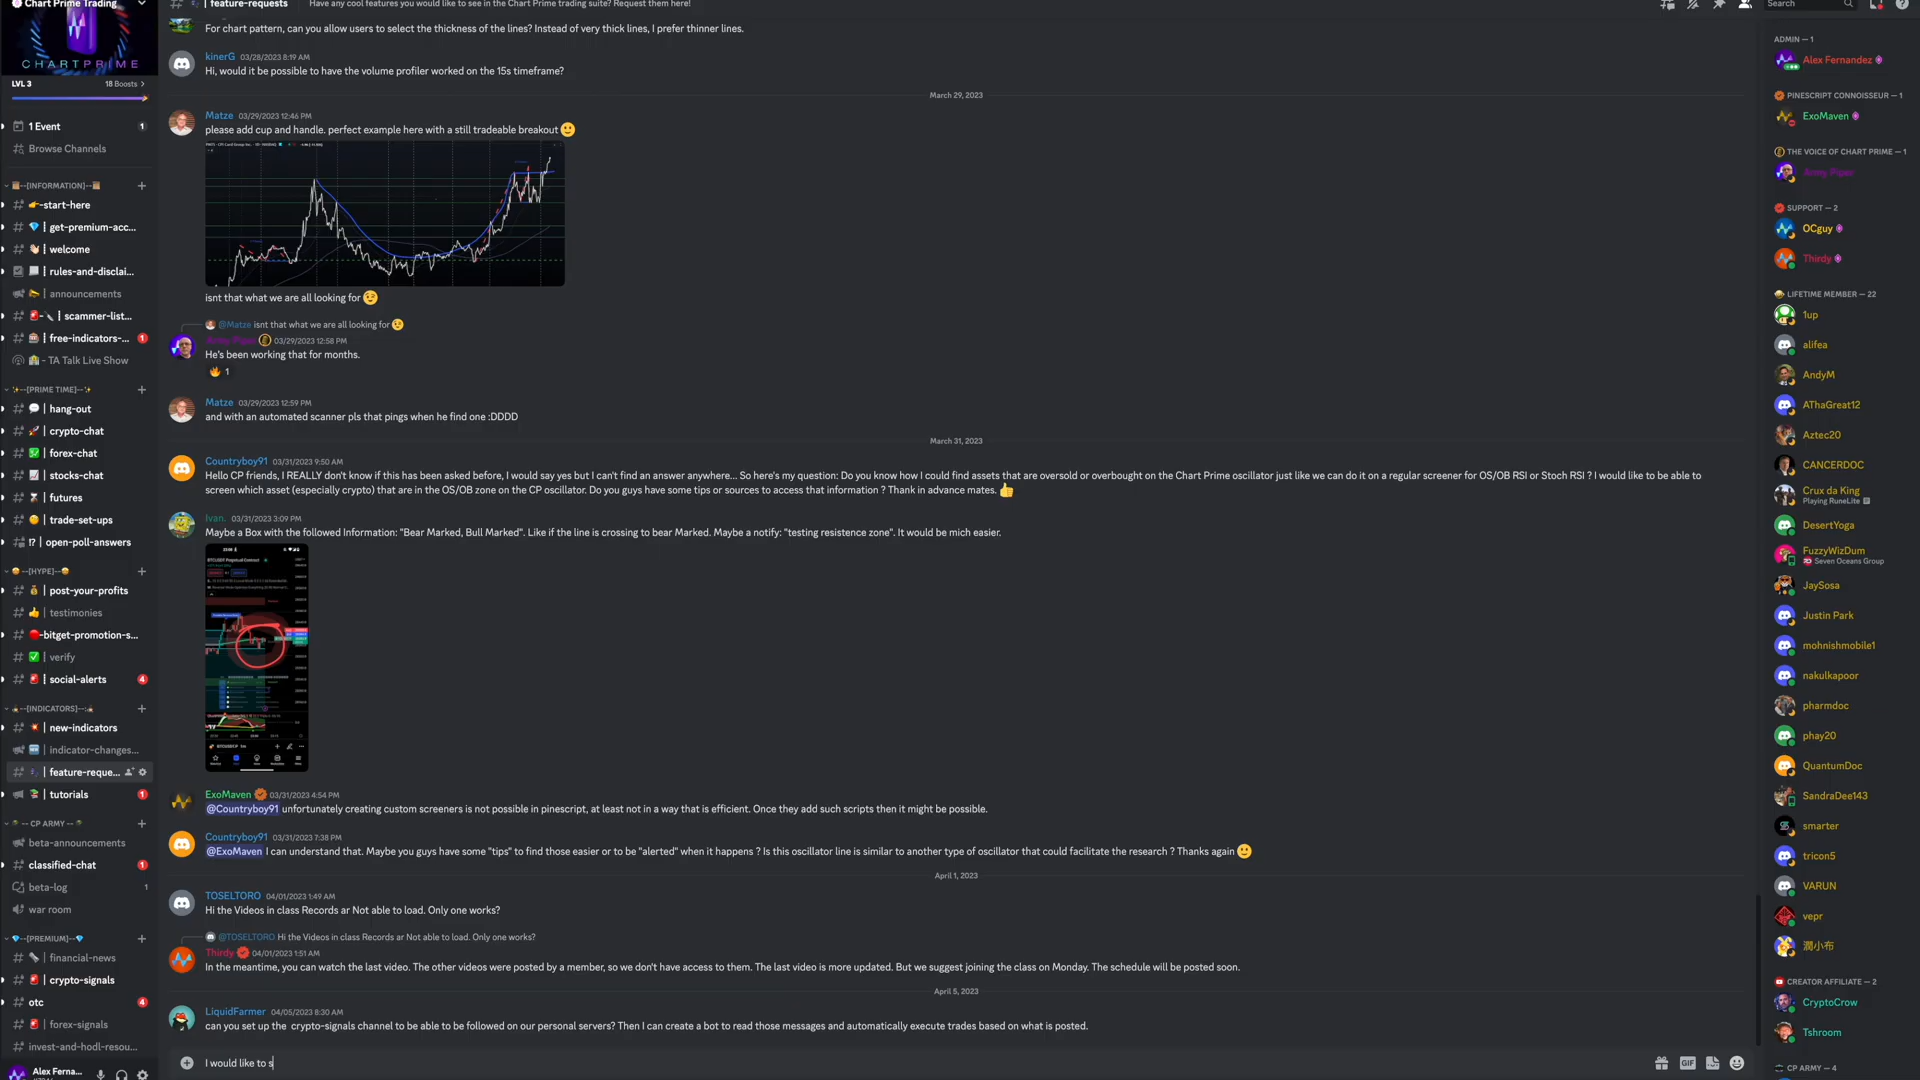 Chart Prime Trading
CHARTPRIME
LVL 3
18 Boosts
1 Event
1
Browse Channels
[INFORMATION]
-start-here
get-premium-acc...
welcome
rules-and-disclai...
announcements
scammer-list...
free-indicators-...
1
- TA Talk Live Show
[PRIME TIME]
hang-out
crypto-chat
forex-chat
stocks-chat
futures
trade-set-ups
open-poll-answers
[HYPE]
post-your-profits
testimonies
-bitget-promotion-s...
verify
social-alerts
4
[INDICATORS]
new-indicators
indicator-changes...
feature-reque...
tutorials
1
CP ARMY
beta-announcements
classified-chat
1
beta-log
1
war room
[PREMIUM]
financial-news
crypto-signals
otc
4
forex-signals
invest-and-hodl-resou...
Alex Ferna...
feature-requests
Have any cool features you would like to see in the Chart Prime trading suite? Request them here!
For chart pattern, can you allow users to select the thickness of the lines? Instead of very thick lines, I prefer thinner lines.
kinerG 03/28/2023 8:19 AM
Hi, would it be possible to have the volume profiler worked on the 15s timeframe?
March 29, 2023
Matze 03/29/2023 12:46 PM
please add cup and handle. perfect example here with a still tradeable breakout
isnt that what we are all looking for
@Matze isnt that what we are all looking for
03/29/2023 12:58 PM
He's been working that for months.
1
Matze 03/29/2023 12:59 PM
and with an automated scanner pls that pings when he find one :DDDD
March 31, 2023
Countryboy91 03/31/2023 9:50 AM
Hello CP friends, I REALLY don't know if this has been asked before, I would say yes but I can't find an answer anywhere... So here's my question: Do you know how I could find assets that are oversold or overbought on the Chart Prime oscillator just like we can do it on a regular screener for OS/OB RSI or Stoch RSI ? I would like to be able to
screen which asset (especially crypto) that are in the OS/OB zone on the CP oscillator. Do you guys have some tips or sources to access that information ? Thank in advance mates.
Ivan. 03/31/2023 3:09 PM
Maybe a Box with the followed Information: "Bear Marked, Bull Marked". Like if the line is crossing to bear Marked. Maybe a notify: "testing resistence zone". It would be mich easier.
ExoMaven 03/31/2023 4:54 PM
@Countryboy91 unfortunately creating custom screeners is not possible in pinescript, at least not in a way that is efficient. Once they add such scripts then it might be possible.
Countryboy91 03/31/2023 7:38 PM
@ExoMaven I can understand that. Maybe you guys have some "tips" to find those easier or to be "alerted" when it happens ? Is this oscillator line is similar to another type of oscillator that could facilitate the research ? Thanks again
April 1, 2023
TOSELTORO 04/01/2023 1:49 AM
Hi the Videos in class Records ar Not able to load. Only one works?
@TOSELTORO Hi the Videos in class Records ar Not able to load. Only one works?
Thirdy 04/01/2023 1:51 AM
In the meantime, you can watch the last video. The other videos were posted by a member, so we don't have access to them. The last video is more updated. But we suggest joining the class on Monday. The schedule will be posted soon.
April 5, 2023
LiquidFarmer 04/05/2023 8:30 AM
can you set up the crypto-signals channel to be able to be followed on our personal servers? Then I can create a bot to read those messages and automatically execute trades based on what is posted.
I would like to s
GIF
Search
ADMIN — 1
Alex Fernandez
PINESCRIPT CONNOISSEUR — 1
ExoMaven
THE VOICE OF CHART PRIME — 1
SUPPORT — 2
OCguy
Thirdy
LIFETIME MEMBER — 22
1up
alifea
AndyM
AThaGreat12
Aztec20
CANCERDOC
Crux da King
Playing RuneLite
DesertYoga
FuzzyWizDum
Seven Oceans Group
JaySosa
Justin Park
mohnishmobile1
nakulkapoor
pharmdoc
phay20
QuantumDoc
SandraDee143
smarter
tricon5
VARUN
vepr
潤小布
CREATOR AFFILIATE — 2
CryptoCrow
Tshroom
CP ARMY — 4